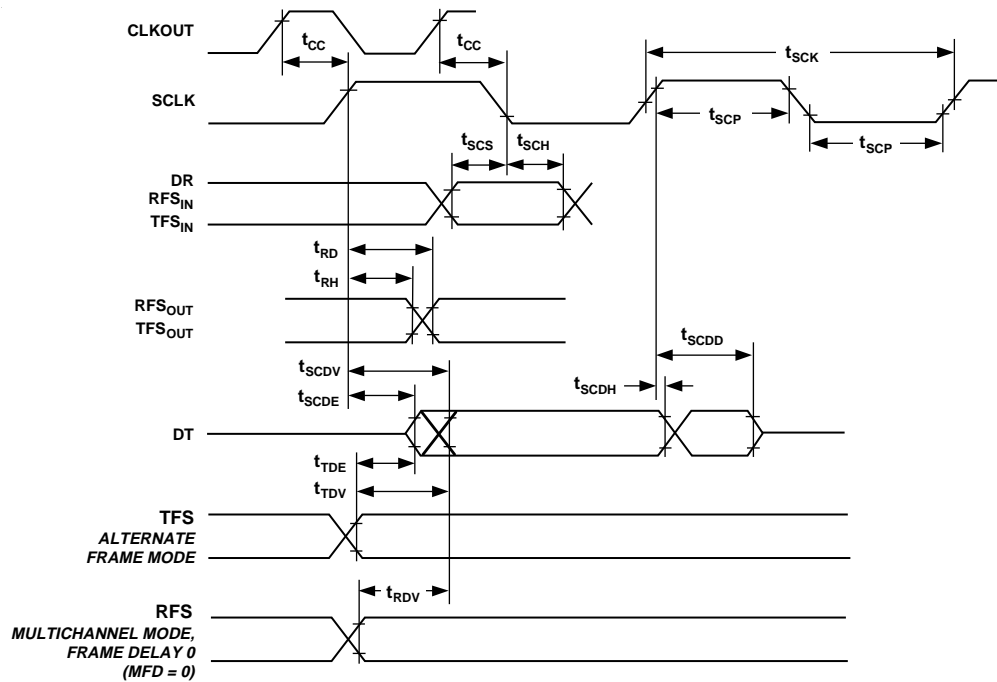 CLKOUT
tCC
tCC
tSCK
SCLK
tSCP
tSCP
tSCS
tSCH
DR
RFSIN
TFSIN
tRD
tRH
RFSOUT
TFSOUT
tSCDD
tSCDV
tSCDH
tSCDE
DT
tTDE
tTDV
TFS
ALTERNATE
FRAME MODE
tRDV
RFS
MULTICHANNEL MODE,
FRAME DELAY 0
(MFD = 0)